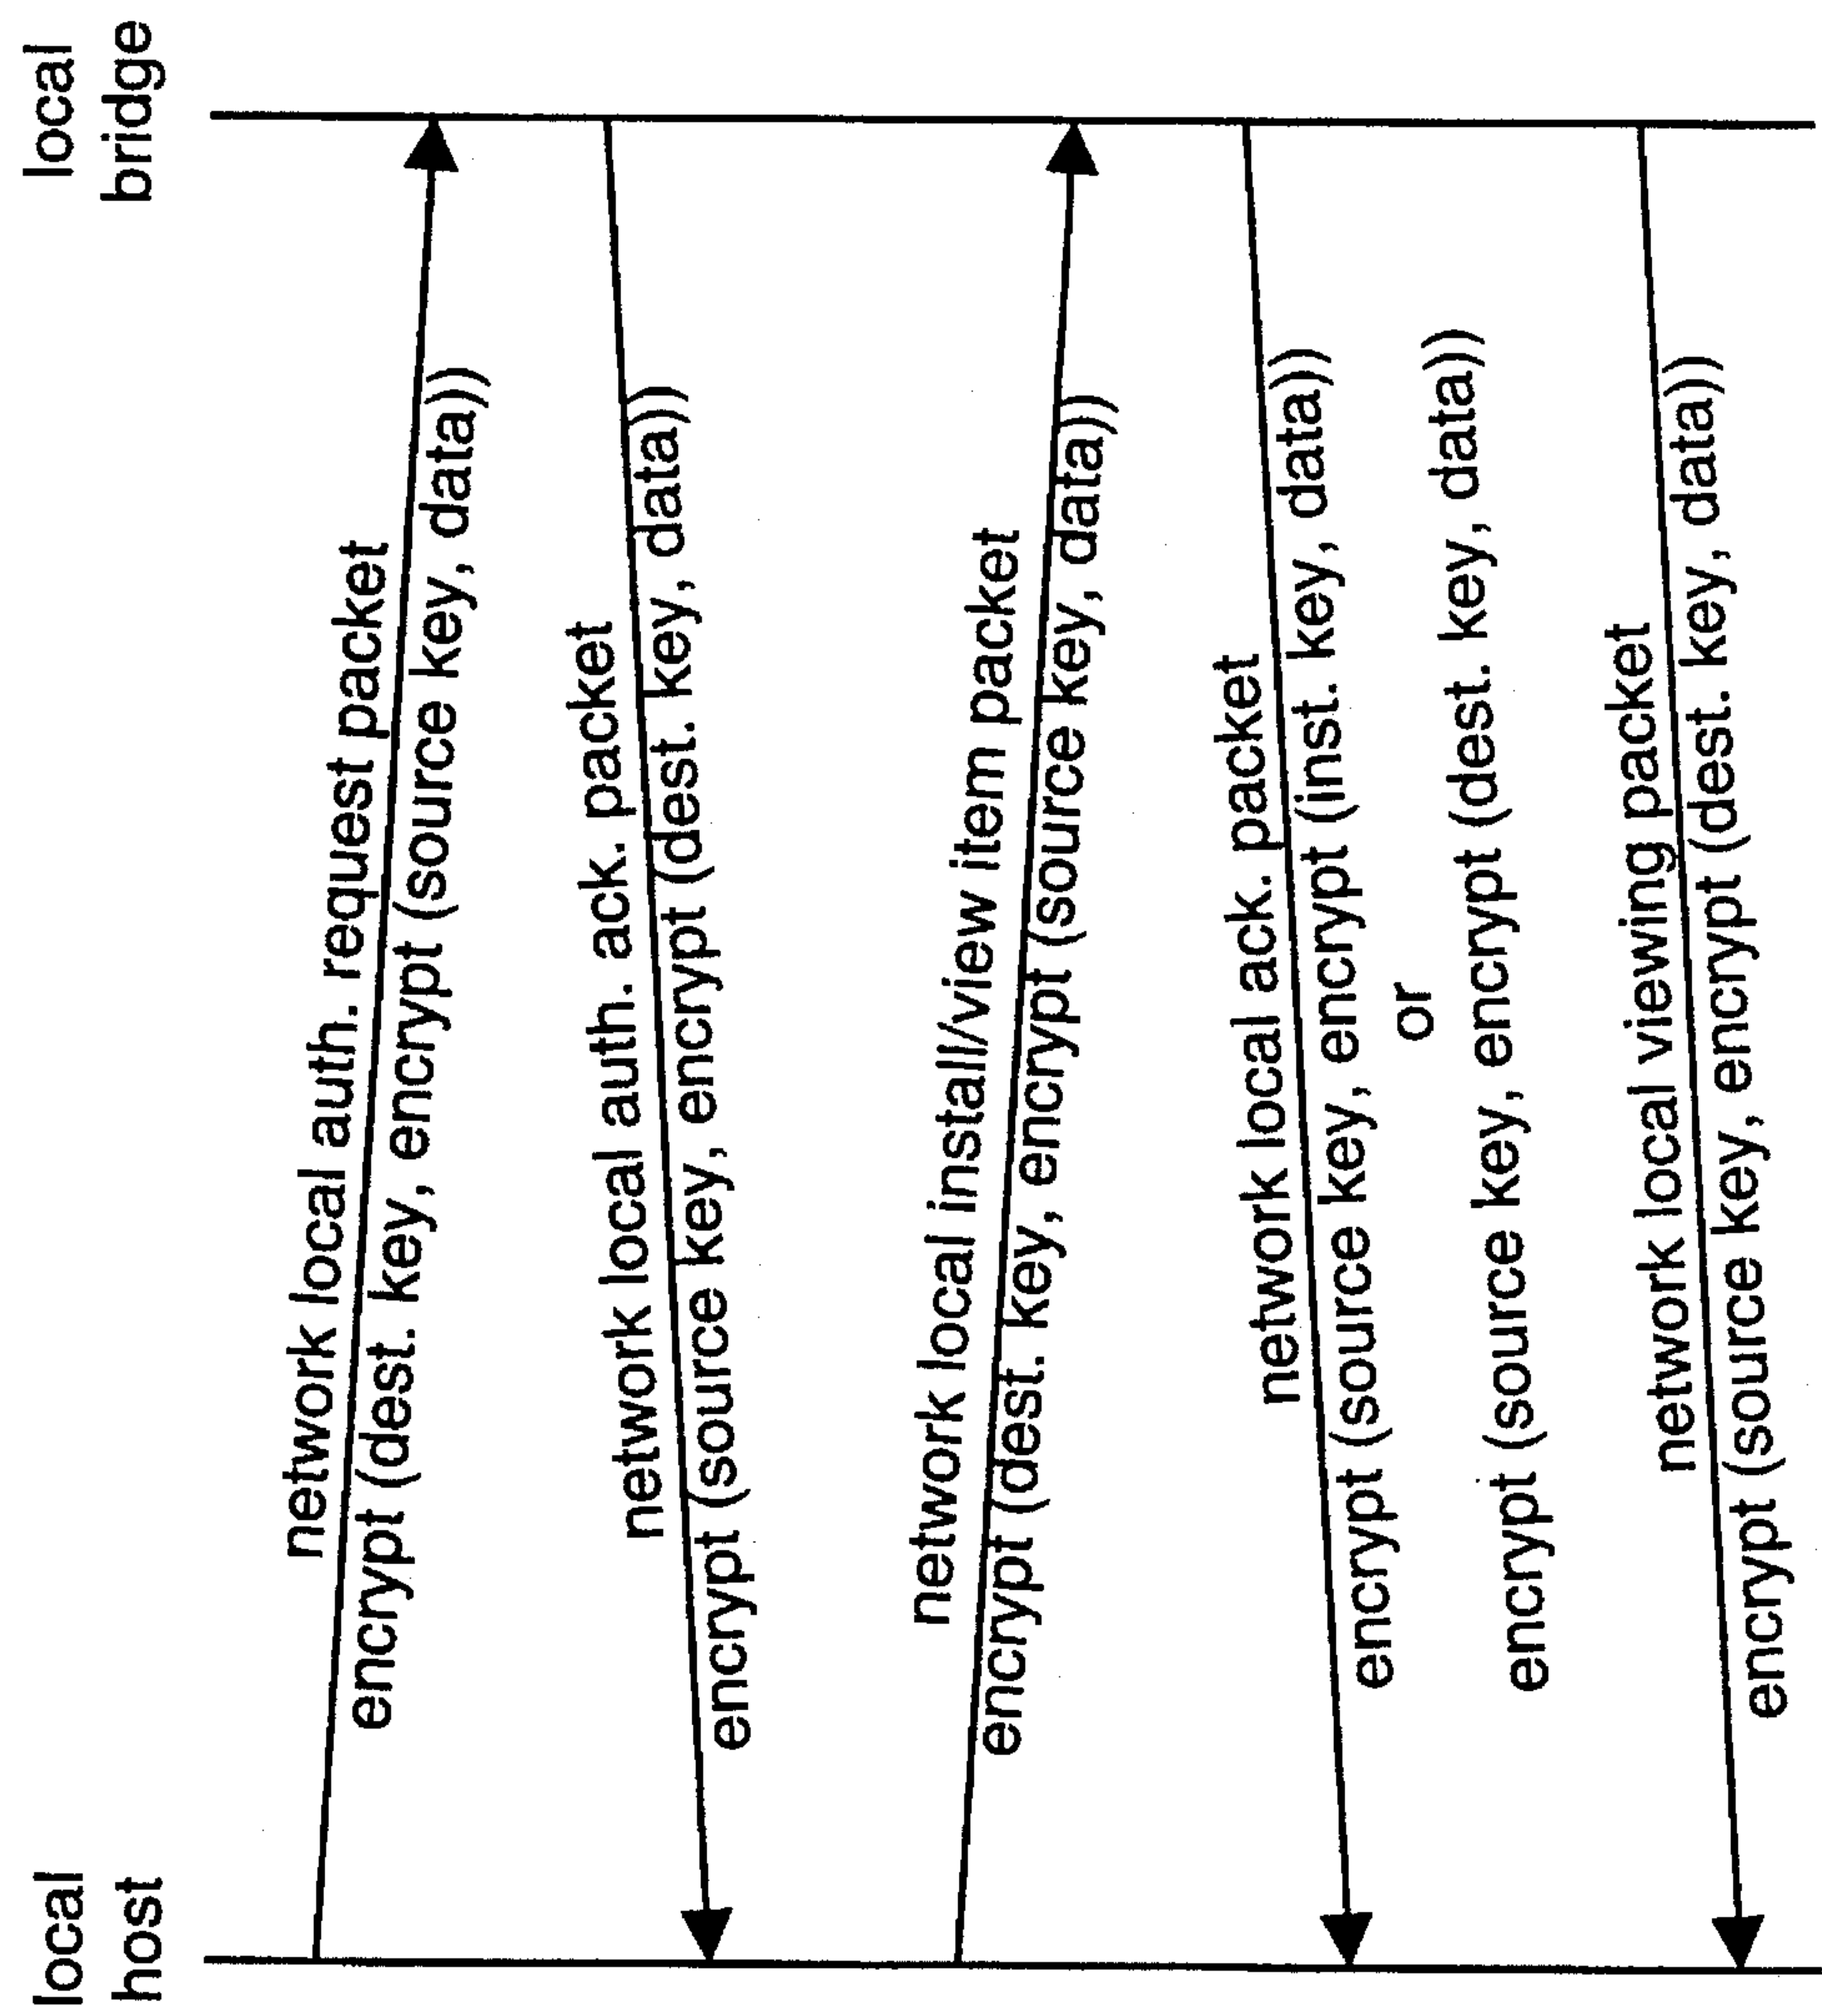 local
host
local
bridge
network local auth. request packet
encrypt (dest. key, encrypt (source key, data))
network local auth. ack. packet
encrypt (source key, encrypt (dest. key, data))
network local install/view item packet
encrypt (dest. key, encrypt (source key, data))
network local ack. packet
encrypt (source key, encrypt (inst. key, data))
or
encrypt (source key, encrypt (dest. key, data))
network local viewing packet
encrypt (source key, encrypt (dest. key, data))